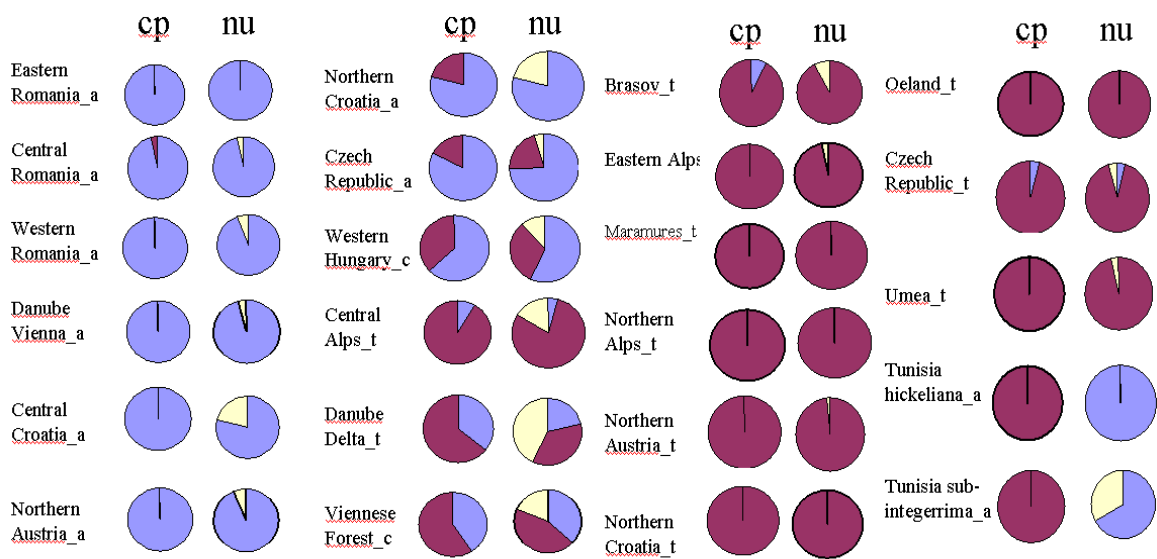 cp nu
Eastern
Romania_a
Central
Romania_a
Western
Romania_a
Danube
Vienna_a
Central
Croatia_a
Northern
Austria_a
Northern
Croatia_a
Czech
Republic_a
Western
Hungary_c
Central
Alps_t
Danube
Delta_t
Viennese
Forest_c
cp nu
Brasov_t
Eastern Alps
Maramures_t
Northern
Alps_t
Northern
Austria_t
Northern
Croatia_t
cp nu
Oeland_t
Czech
Republic_t
Umea_t
Tunisia
hickeliana_a
Tunisia sub-
integerrima_a
cp nu